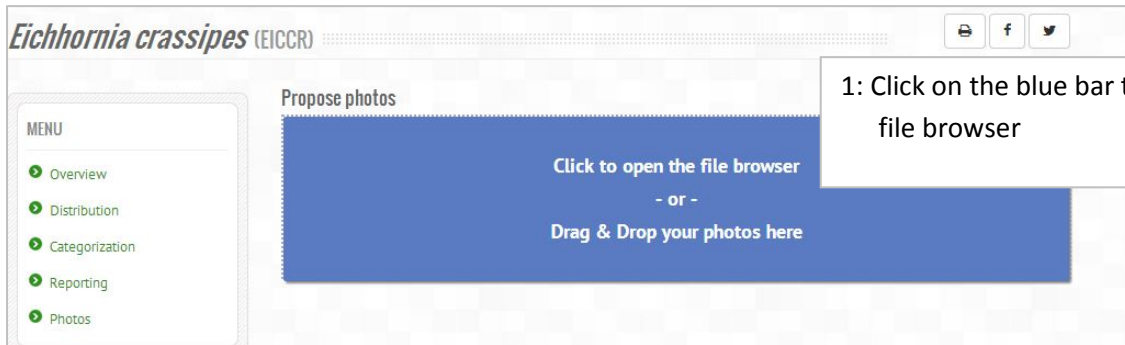 Eichhornia crassipes (EICCR)
1: Click on the blue bar
file browser
Propose photos
MENU
Overview
Distribution
Categorization
Reporting
Photos
Click to open the file browser
- or -
Drag & Drop your photos here